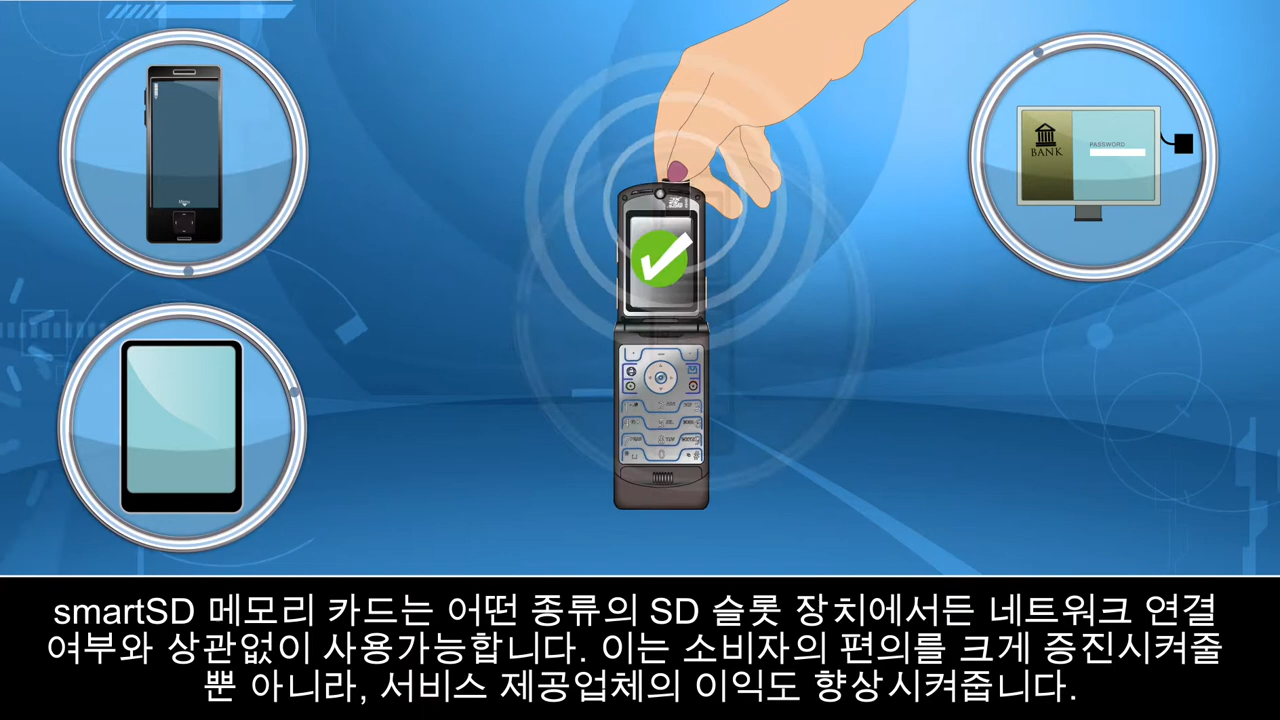 Menu
BANK
PASSWORD
smartSD 메모리 카드는 어떤 종류의 SD 슬롯 장치에서든 네트워크 연결
여부와 상관없이 사용가능합니다. 이는 소비자의 편의를 크게 증진시켜줄
뿐 아니라, 서비스 제공업체의 이익도 향상시켜줍니다.